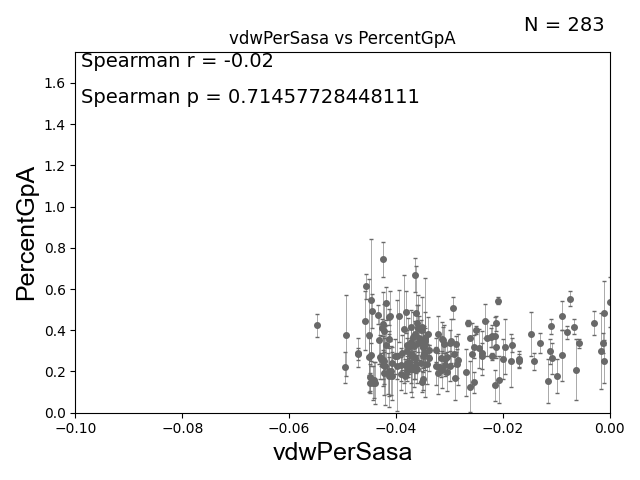 N = 283
vdwPerSasa vs PercentGpA
Spearman r = -0.02
Spearman p = 0.71457728448111
1.6
1.4
1.2
1.0
0.8
0.6
0.4
0.2
0.0
PercentGpA
−0.10 −0.08 −0.06 −0.04 −0.02 0.00
vdwPerSasa